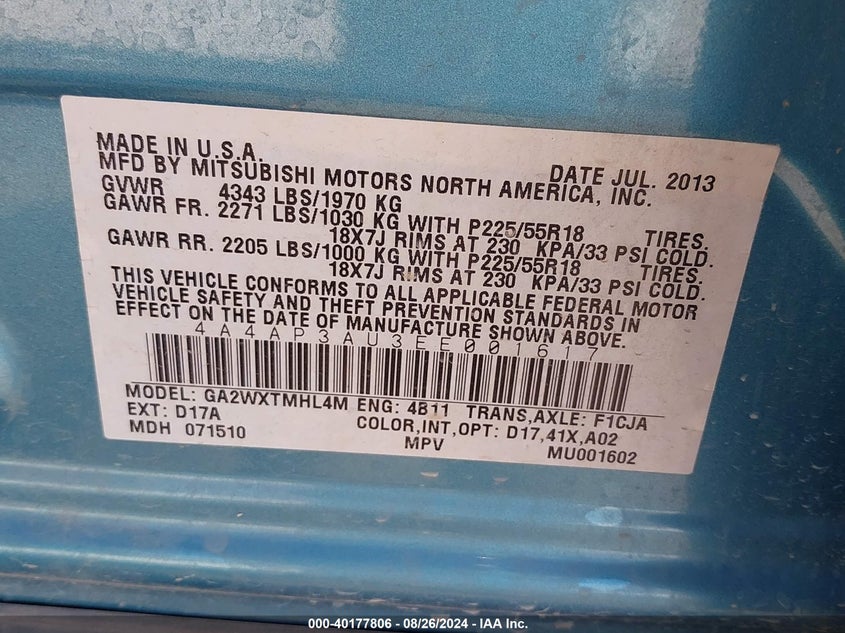 MADE IN U.S.A. DATE JUL. 2013
MFD BY MITSUBISHI MOTORS NORTH AMERICA, INC.
GVWR 4343 LBS/1970 KG
GAWR FR. 2271 LBS/1030 KG WITH P225/55R18 TIRES.
18X7J RIMS AT 230 KPA/33 PSI COLD.
GAWR RR. 2205 LBS/1000 KG WITH P225/55R18 TIRES.
18X7J RIMS AT 230 KPA/33 PSI COLD.
THIS VEHICLE CONFORMS TO ALL APPLICABLE FEDERAL MOTOR
VEHICLE SAFETY AND THEFT PREVENTION STANDARDS IN
EFFECT ON THE DATE OF MANUFACTURE SHOWN ABOVE.
4A4AP3AU3EE001617
MODEL: GA2WXTMHL4M ENG: 4B11 TRANS,AXLE: F1CJA
EXT: D17A COLOR,INT,OPT: D17,41X,A02
MDH 071510 MPV MU001602
000-40177806 - 08/26/2024 - IAA Inc.